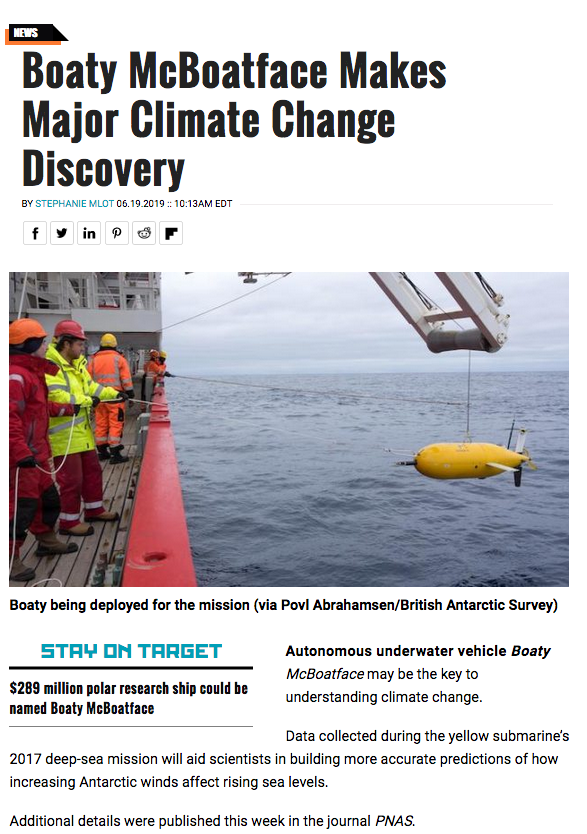 NEWS
Boaty McBoatface Makes
Major Climate Change
Discovery
BY STEPHANIE MLOT 06.19.2019 :: 10:13AM EDT
Boaty being deployed for the mission (via Povl Abrahamsen/British Antarctic Survey)
STAY ON TARGET
$289 million polar research ship could be
named Boaty McBoatface
Autonomous underwater vehicle Boaty
McBoatface may be the key to
understanding climate change.
Data collected during the yellow submarine's
2017 deep-sea mission will aid scientists in building more accurate predictions of how
increasing Antarctic winds affect rising sea levels.
Additional details were published this week in the journal PNAS.